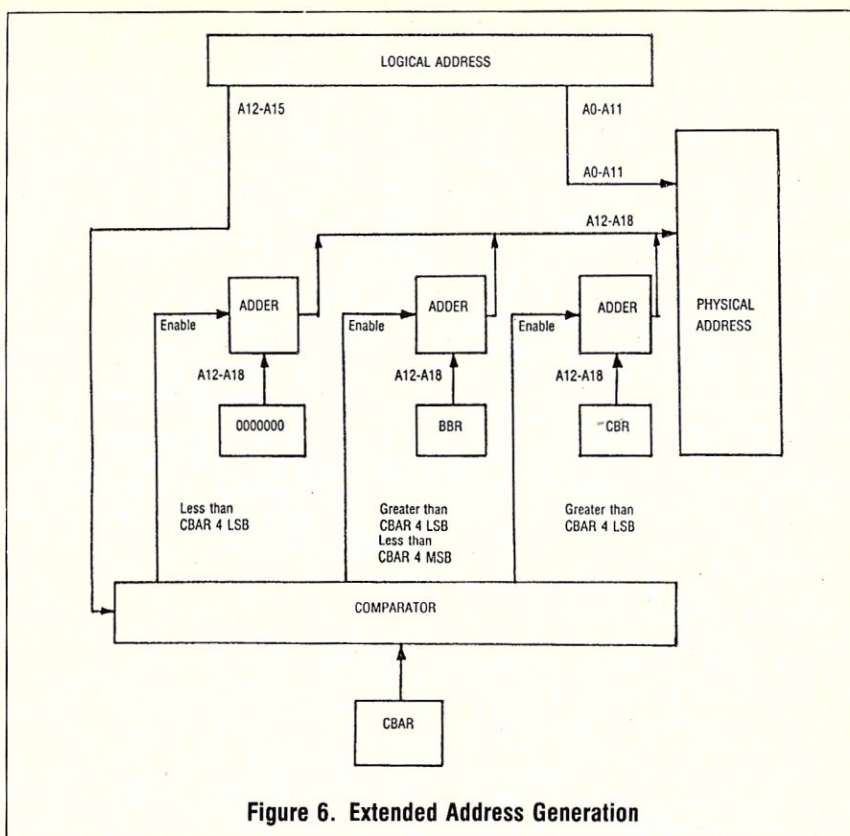 LOGICAL ADDRESS
A12-A15
A0-A11
A0-A11
A12-A18
ADDER
ADDER
ADDER
PHYSICAL
ADDRESS
Enable
Enable
Enable
A12-A18
A12-A18
A12-A18
0000000
BBR
CBR
Less than
CBAR 4 LSB
Greater than
CBAR 4 LSB
Less than
CBAR 4 MSB
Greater than
CBAR 4 LSB
COMPARATOR
CBAR
Figure 6. Extended Address Generation